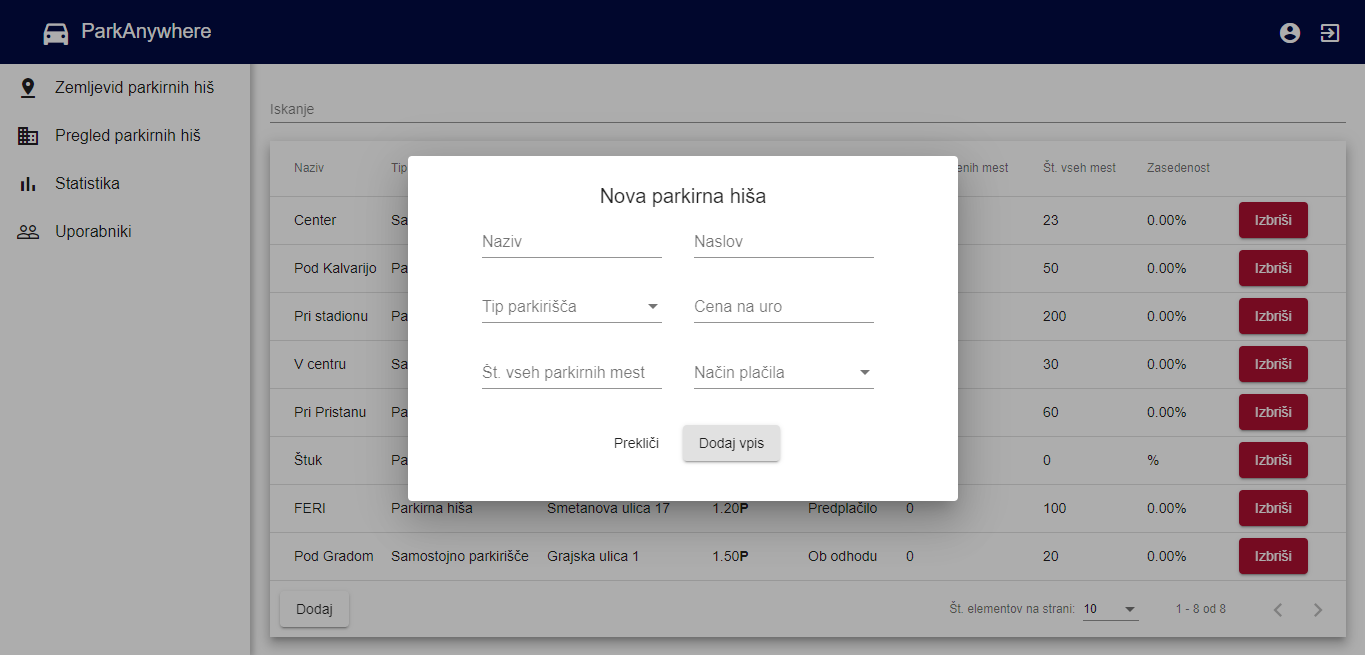 ParkAnywhere
Zemljevid parkirnih hiš
Pregled parkirnih hiš
Statistika
Uporabniki
Iskanje
Naziv Tip enih mest Št. vseh mest Zasedenost
Center Sa 23 0.00% Izbriši
Pod Kalvarijo Pa 50 0.00% Izbriši
Pri stadionu Pa 200 0.00% Izbriši
V centru Sa 30 0.00% Izbriši
Pri Pristanu Pa 60 0.00% Izbriši
Štuk Pa 0 % Izbriši
FERI Parkirna hiša Smetanova ulica 17 1.20P Predplačilo 0 100 0.00% Izbriši
Pod Gradom Samostojno parkirišče Grajska ulica 1 1.50P Ob odhodu 0 20 0.00% Izbriši
Dodaj Št. elementov na strani: 10 1 - 8 od 8
Nova parkirna hiša
Naziv Naslov
Tip parkirišča Cena na uro
Št. vseh parkirnih mest Način plačila
Prekliči Dodaj vpis